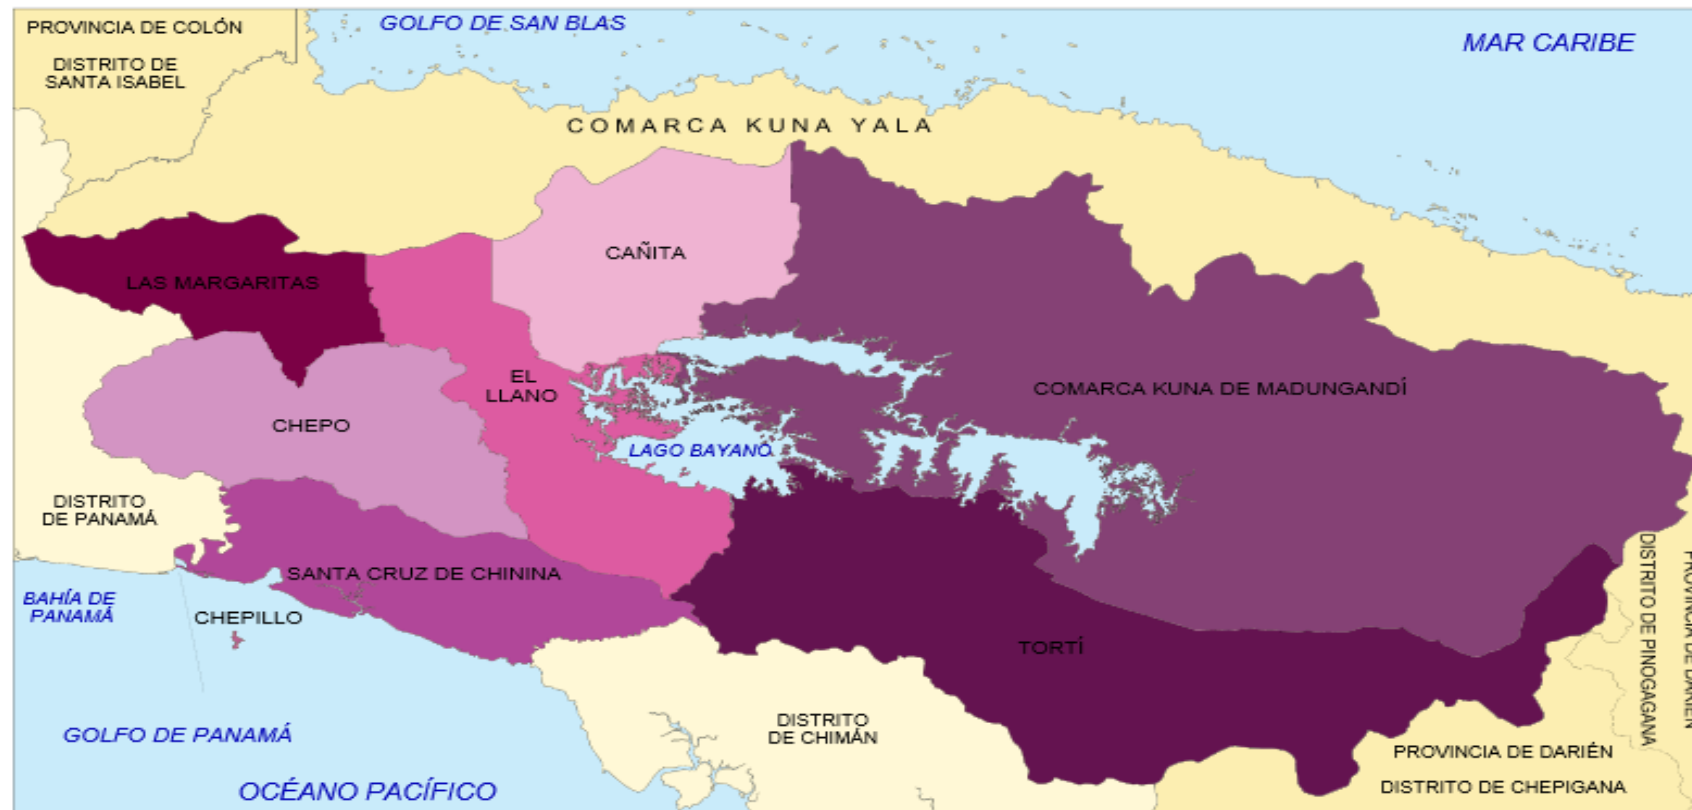 PROVINCIA DE COLÓN
DISTRITO DE
SANTA ISABEL
GOLFO DE SAN BLAS
MAR CARIBE
COMARCA KUNA YALA
LAS MARGARITAS
CAÑITA
EL
LLANO
CHEPO
COMARCA KUNA DE MADUNGANDÍ
LAGO BAYANO
DISTRITO
DE PANAMÁ
SANTA CRUZ DE CHININA
BAHÍA DE
PANAMÁ
CHEPILLO
TORTÍ
GOLFO DE PANAMÁ
OCÉANO PACÍFICO
DISTRITO
DE CHIMÁN
PROVINCIA DE DARIÉN
DISTRITO DE CHEPIGANA
DISTRITO DE PINOGAGANA
PROVINCIA DE DARIÉN